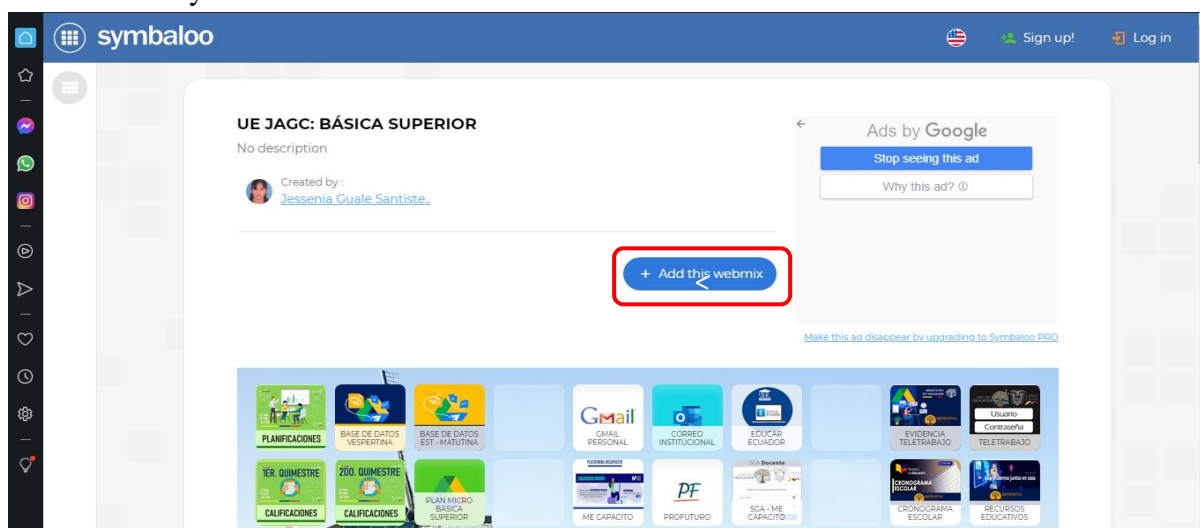 symbaloo
Sign up!
Log in
UE JAGC: BÁSICA SUPERIOR
No description
Created by :
Jessenia Guale Santiste..
Ads by Google
Stop seeing this ad
Why this ad?
+ Add this webmix
Make this ad disappear by upgrading to Symbaloo PRO
PLANIFICACIONES
BASE DE DATOS
VESPERTINA
BASE DE DATOS
EST - MATUTINA
GMail
GMAIL
PERSONAL
CORREO
INSTITUCIONAL
EDUCAR
ECUADOR
EVIDENCIA
TELETRABAJO
Usuario
Contraseña
TELETRABAJO
1ER. QUIMESTRE
CALIFICACIONES
2DO. QUIMESTRE
CALIFICACIONES
PLAN MICRO
BÁSICA
SUPERIOR
ME CAPACITO
PF
PROFUTURO
SGA Docente
SGA - ME
CAPACITO
CRONOGRAMA
ESCOLAR
CRONOGRAMA
ESCOLAR
RECURSOS
EDUCATIVOS